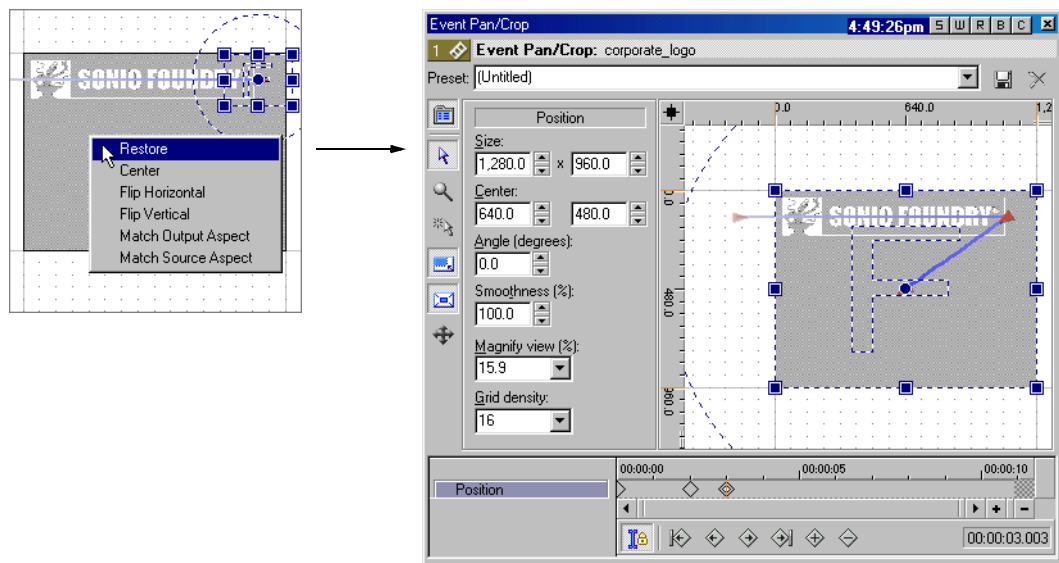 SONIC FOUNDRY
Restore
Center
Flip Horizontal
Flip Vertical
Match Output Aspect
Match Source Aspect
Event Pan/Crop
4:49:26pm S W R B C
1 Event Pan/Crop: corporate_logo
Preset: (Untitled)
Position
Size:
1,280.0 x 960.0
Center:
640.0 480.0
Angle (degrees):
0.0
Smoothness (%):
100.0
Magnify view (%):
15.9
Grid density:
16
0.0 640.0 1,2
0.0
480.0
960.0
SONIC FOUNDRY
F
00:00:00 00:00:05 00:00:10
Position
00:00:03.003